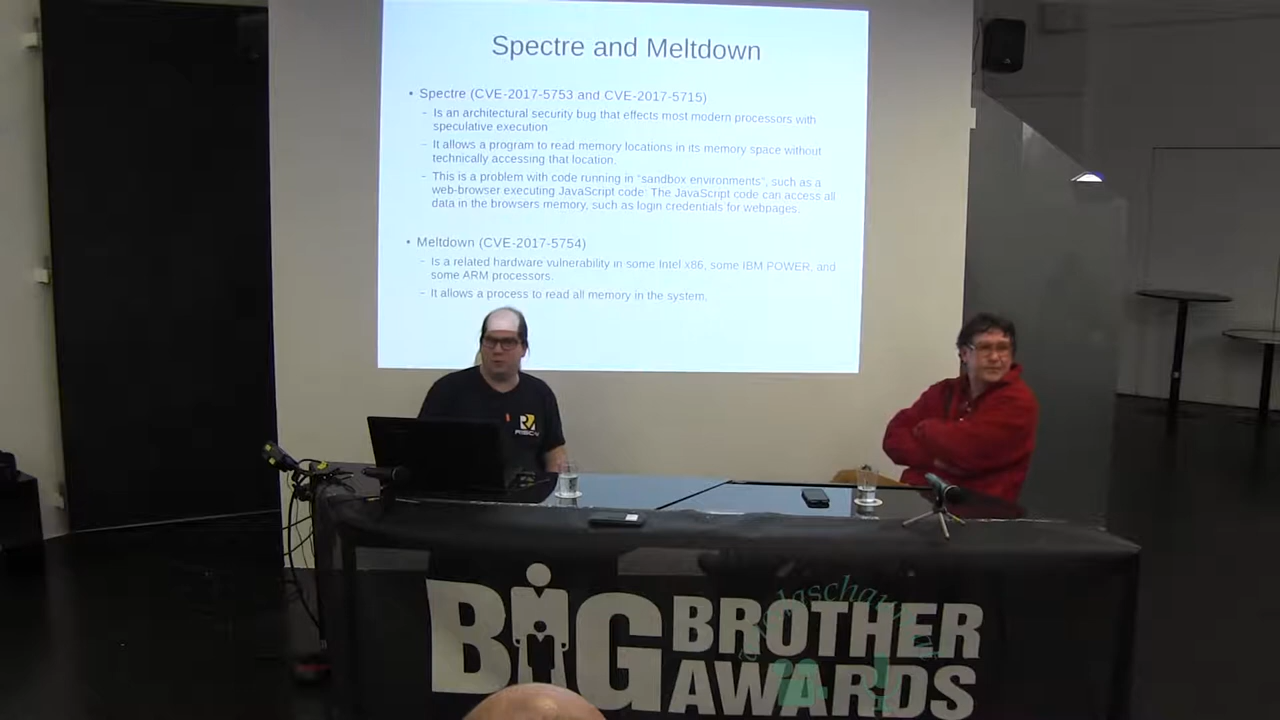 Spectre and Meltdown
• Spectre (CVE-2017-5753 and CVE-2017-5715)
– Is an architectural security bug that effects most modern processors with
speculative execution
– It allows a program to read memory locations in its memory space without
technically accessing that location.
– This is a problem with code running in "sandbox environments", such as a
web-browser executing JavaScript code: The JavaScript code can access all
data in the browsers memory, such as login credentials for webpages.
• Meltdown (CVE-2017-5754)
– Is a related hardware vulnerability in some Intel x86, some IBM POWER, and
some ARM processors.
– It allows a process to read all memory in the system.
RISC-V
BIG BROTHER
AWARDS